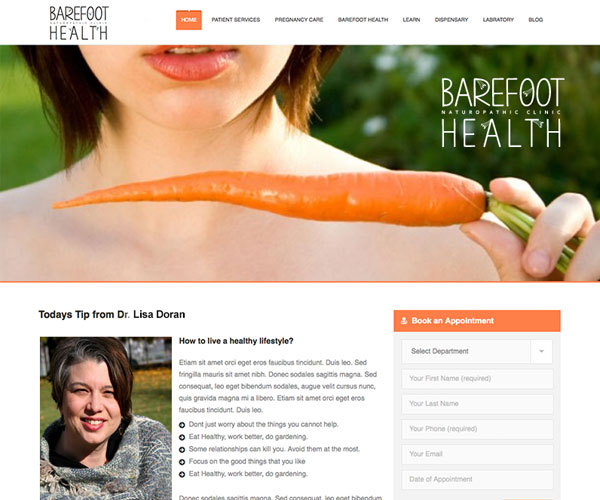 BAREFOOT
NATUROPATHIC CLINIC
HEALTH
HOME PATIENT SERVICES PREGNANCY CARE BAREFOOT HEALTH LEARN DISPENSARY LABRATORY BLOG
BAREFOOT
NATUROPATHIC CLINIC
HEALTH
Todays Tip from Dr. Lisa Doran
How to live a healthy lifestyle?
Etiam sit amet orci eget eros faucibus tincidunt. Duis leo. Sed
fringilla mauris sit amet nibh. Donec sodales sagittis magna. Sed
consequat, leo eget bibendum sodales, augue velit cursus nunc,
quis gravida magna mi a libero. Etiam sit amet orci eget eros
faucibus tincidunt. Duis leo.
Dont just worry about the things you cannot help.
Eat Healthy, work better, do gardening.
Some relationships can kill you. Avoid them at the most.
Focus on the good things that you like
Eat Healthy, work better, do gardening.
Donec sodales sagittis magna. Sed consequat, leo eget bibendum
Book an Appointment
Select Department
Your First Name (required)
Your Last Name
Your Phone (required)
Your Email
Date of Appointment